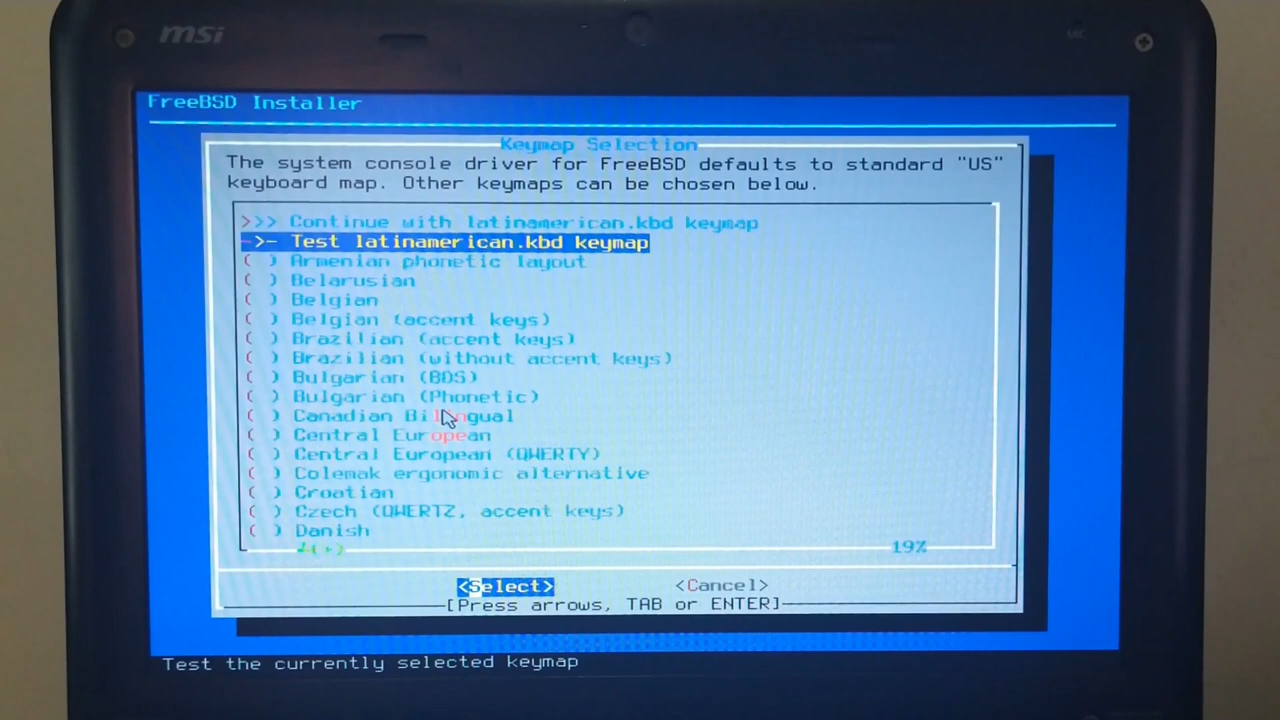 msi
MIC
FreeBSD Installer
Keymap Selection
The system console driver for FreeBSD defaults to standard "US"
keyboard map. Other keymaps can be chosen below.
>>> Continue with latinamerican.kbd keymap
->- Test latinamerican.kbd keymap
( ) Armenian phonetic layout
( ) Belarusian
( ) Belgian
( ) Belgian (accent keys)
( ) Brazilian (accent keys)
( ) Brazilian (without accent keys)
( ) Bulgarian (BDS)
( ) Bulgarian (Phonetic)
( ) Canadian Bilingual
( ) Central European
( ) Central European (QWERTY)
( ) Colemak ergonomic alternative
( ) Croatian
( ) Czech (QWERTZ, accent keys)
( ) Danish
↓(+) 19%
<Select> <Cancel>
[Press arrows, TAB or ENTER]
Test the currently selected keymap